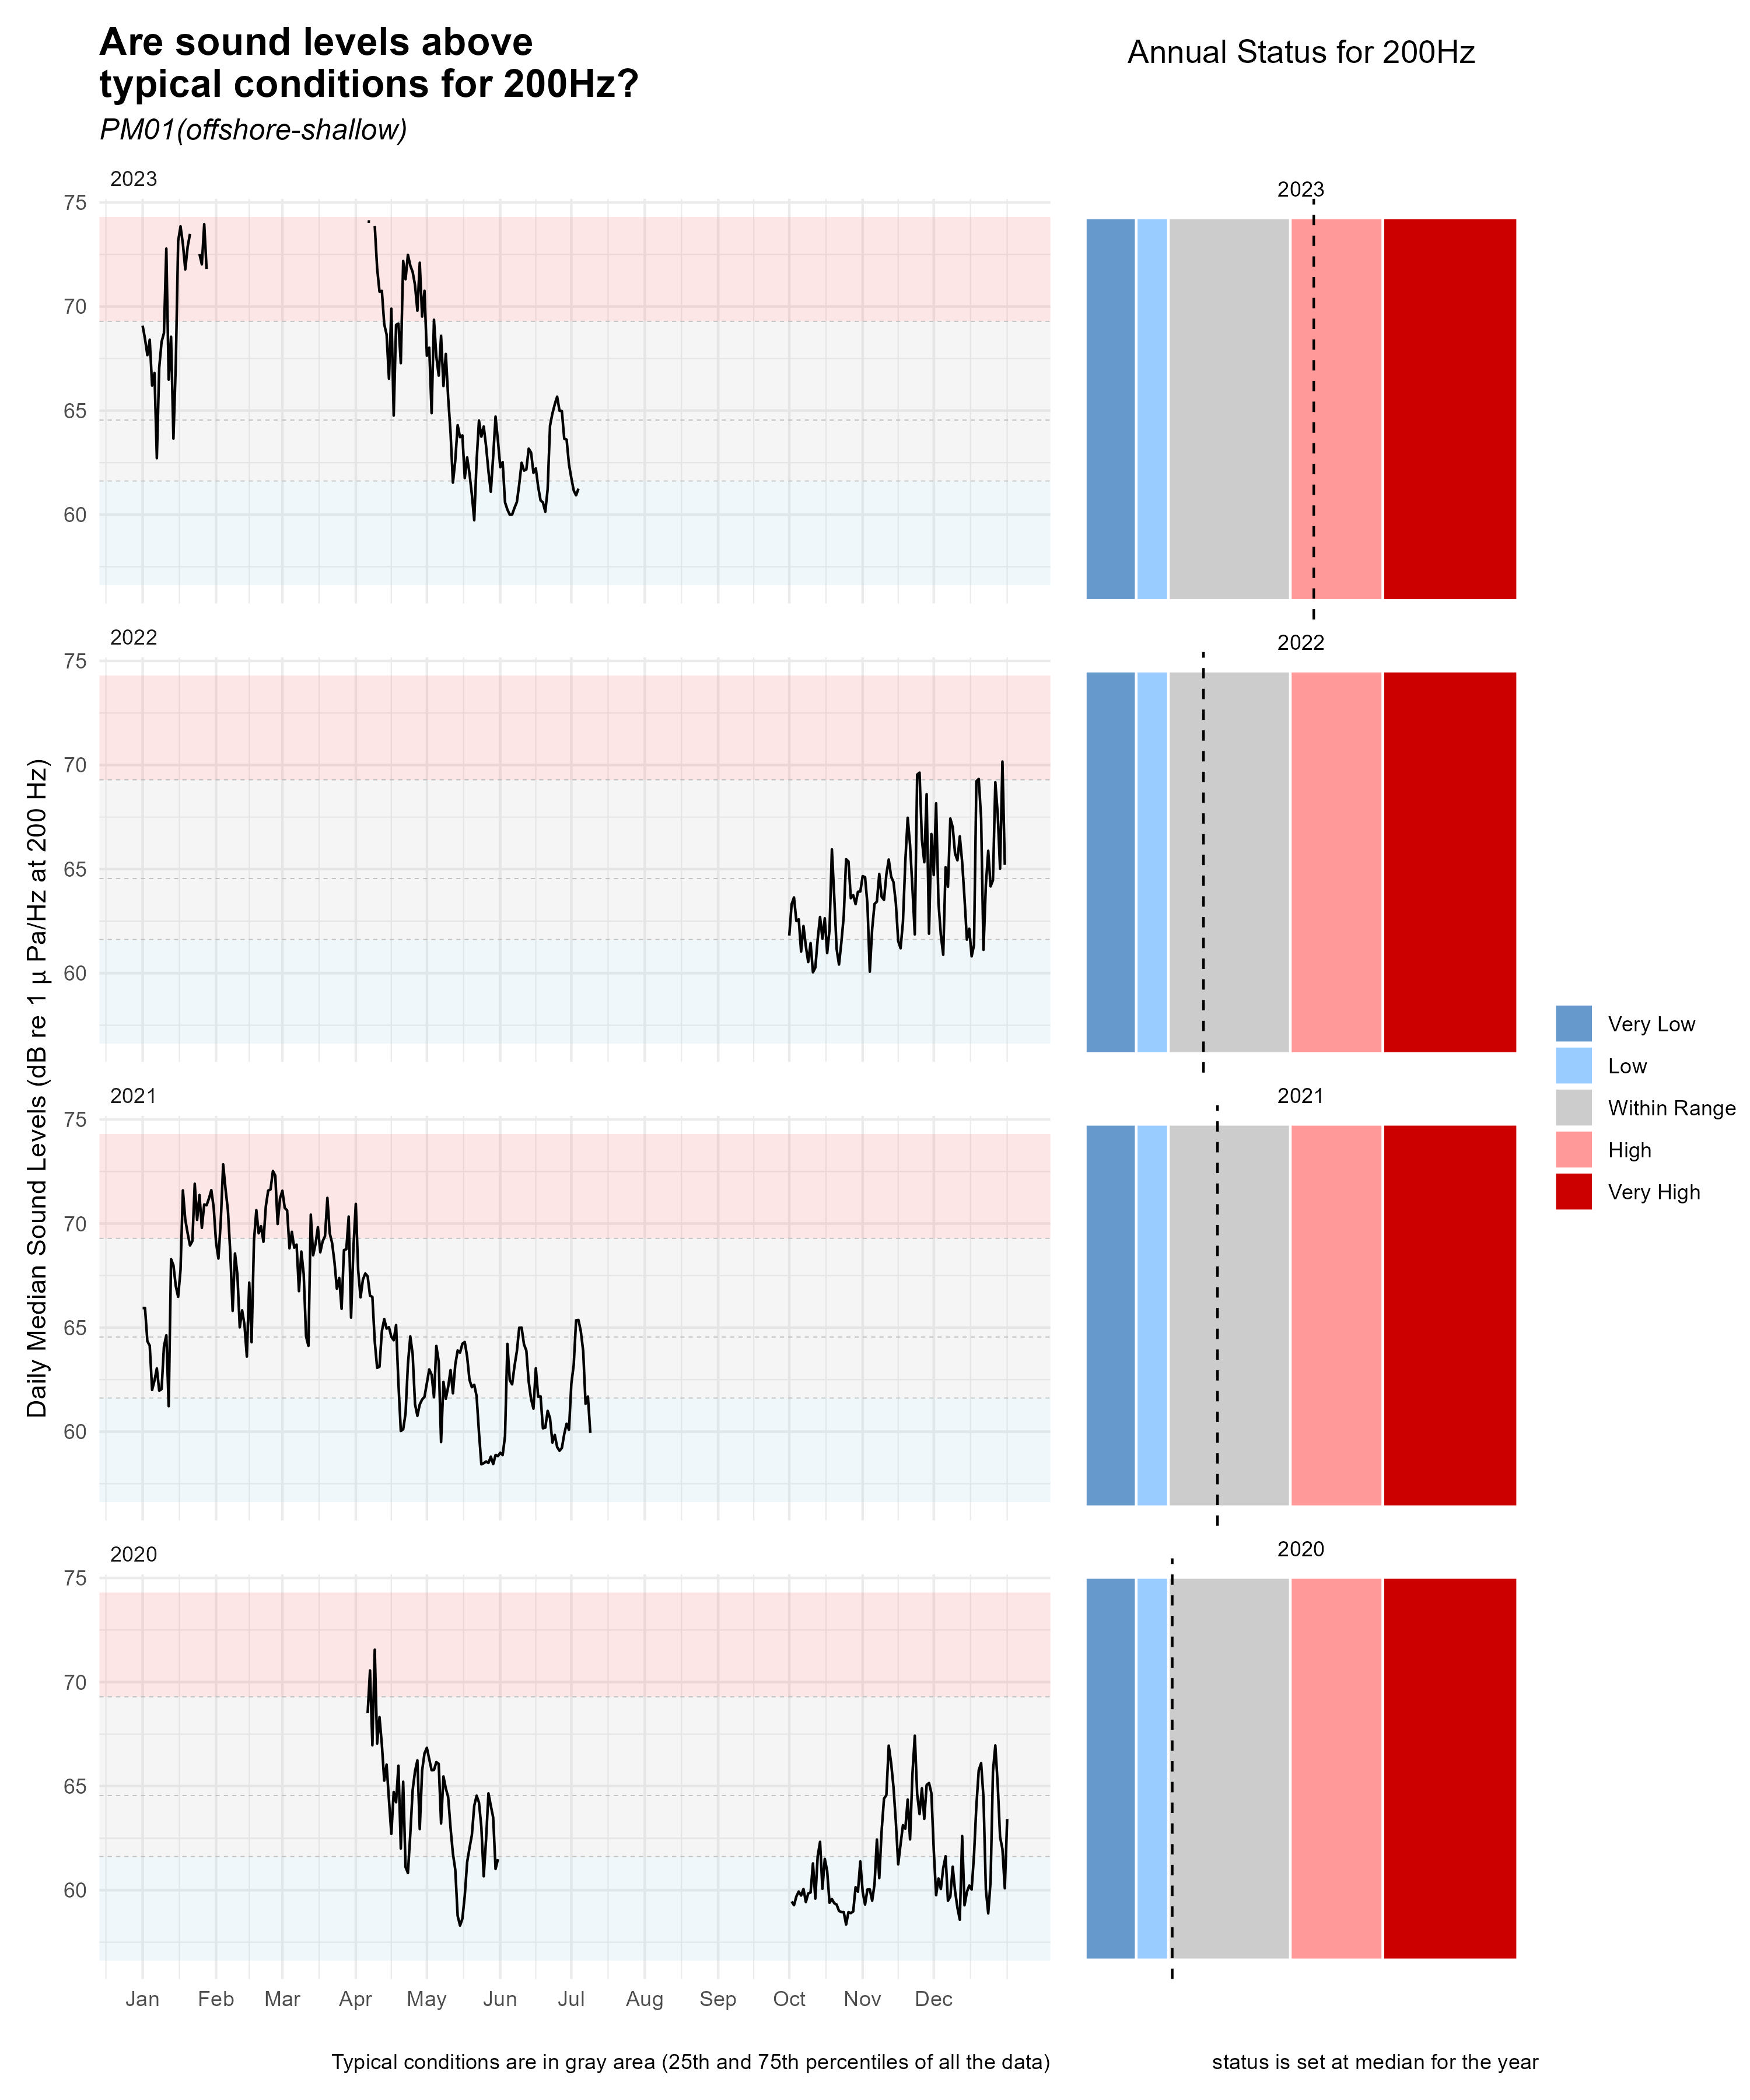 Are sound levels above
typical conditions for 200Hz?
PM01(offshore-shallow)
Annual Status for 200Hz
Daily Median Sound Levels (dB re 1 µ Pa/Hz at 200 Hz)
2023
75
70
65
60
2023
2022
75
70
65
60
2022
2021
75
70
65
60
2021
2020
75
70
65
60
2020
Jan Feb Mar Apr May Jun Jul Aug Sep Oct Nov Dec
Very Low
Low
Within Range
High
Very High
Typical conditions are in gray area (25th and 75th percentiles of all the data)
status is set at median for the year